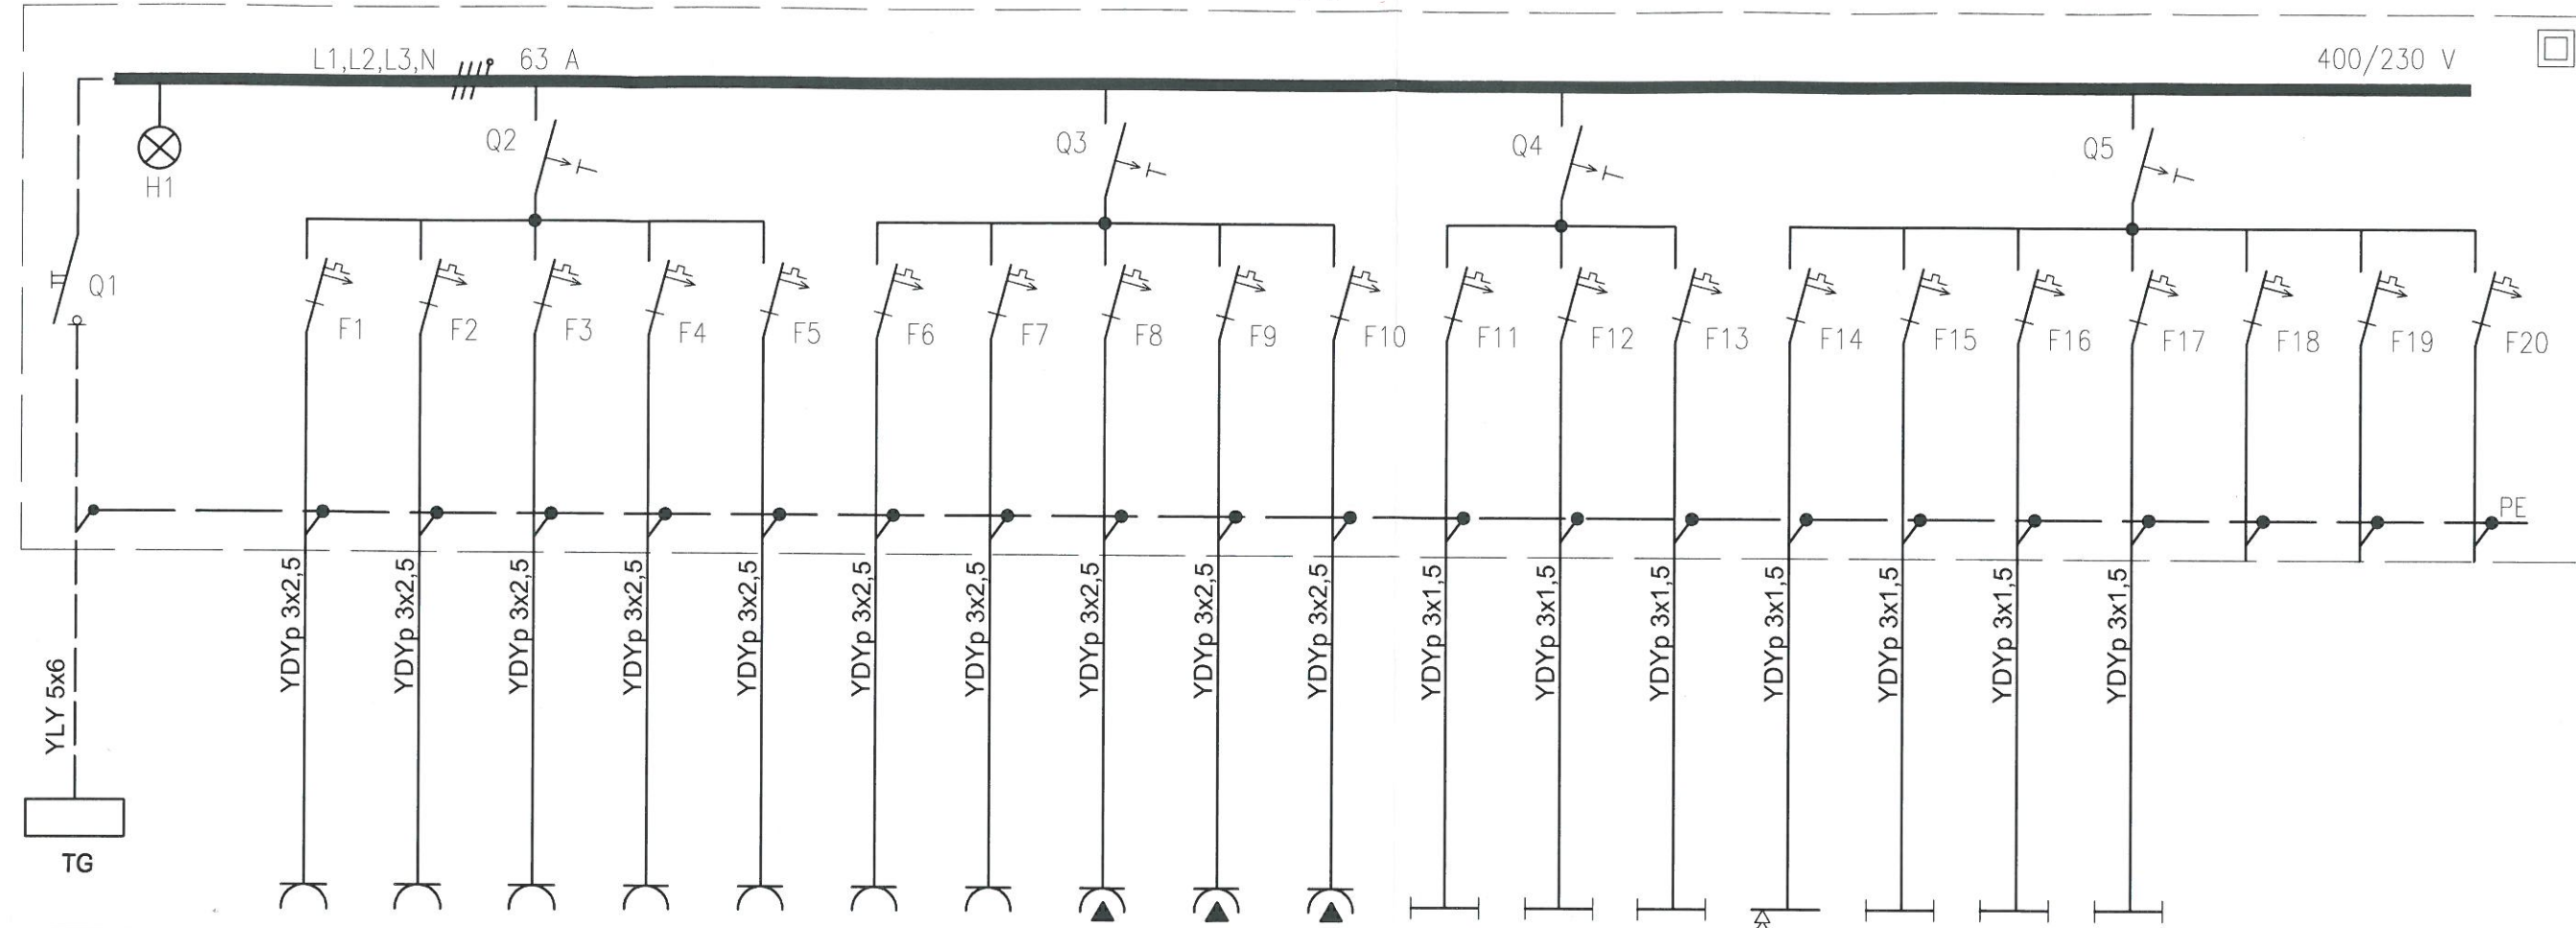 L1,L2,L3,N 63 A 400/230 V
Q2 Q3 Q4 Q5
H1
Q1
F1 F2 F3 F4 F5 F6 F7 F8 F9 F10 F11 F12 F13 F14 F15 F16 F17 F18 F19 F20
PE
YLY 5x6
YDYp 3x2,5
YDYp 3x2,5
YDYp 3x2,5
YDYp 3x2,5
YDYp 3x2,5
YDYp 3x2,5
YDYp 3x2,5
YDYp 3x2,5
YDYp 3x2,5
YDYp 3x2,5
YDYp 3x1,5
YDYp 3x1,5
YDYp 3x1,5
YDYp 3x1,5
YDYp 3x1,5
YDYp 3x1,5
YDYp 3x1,5
TG